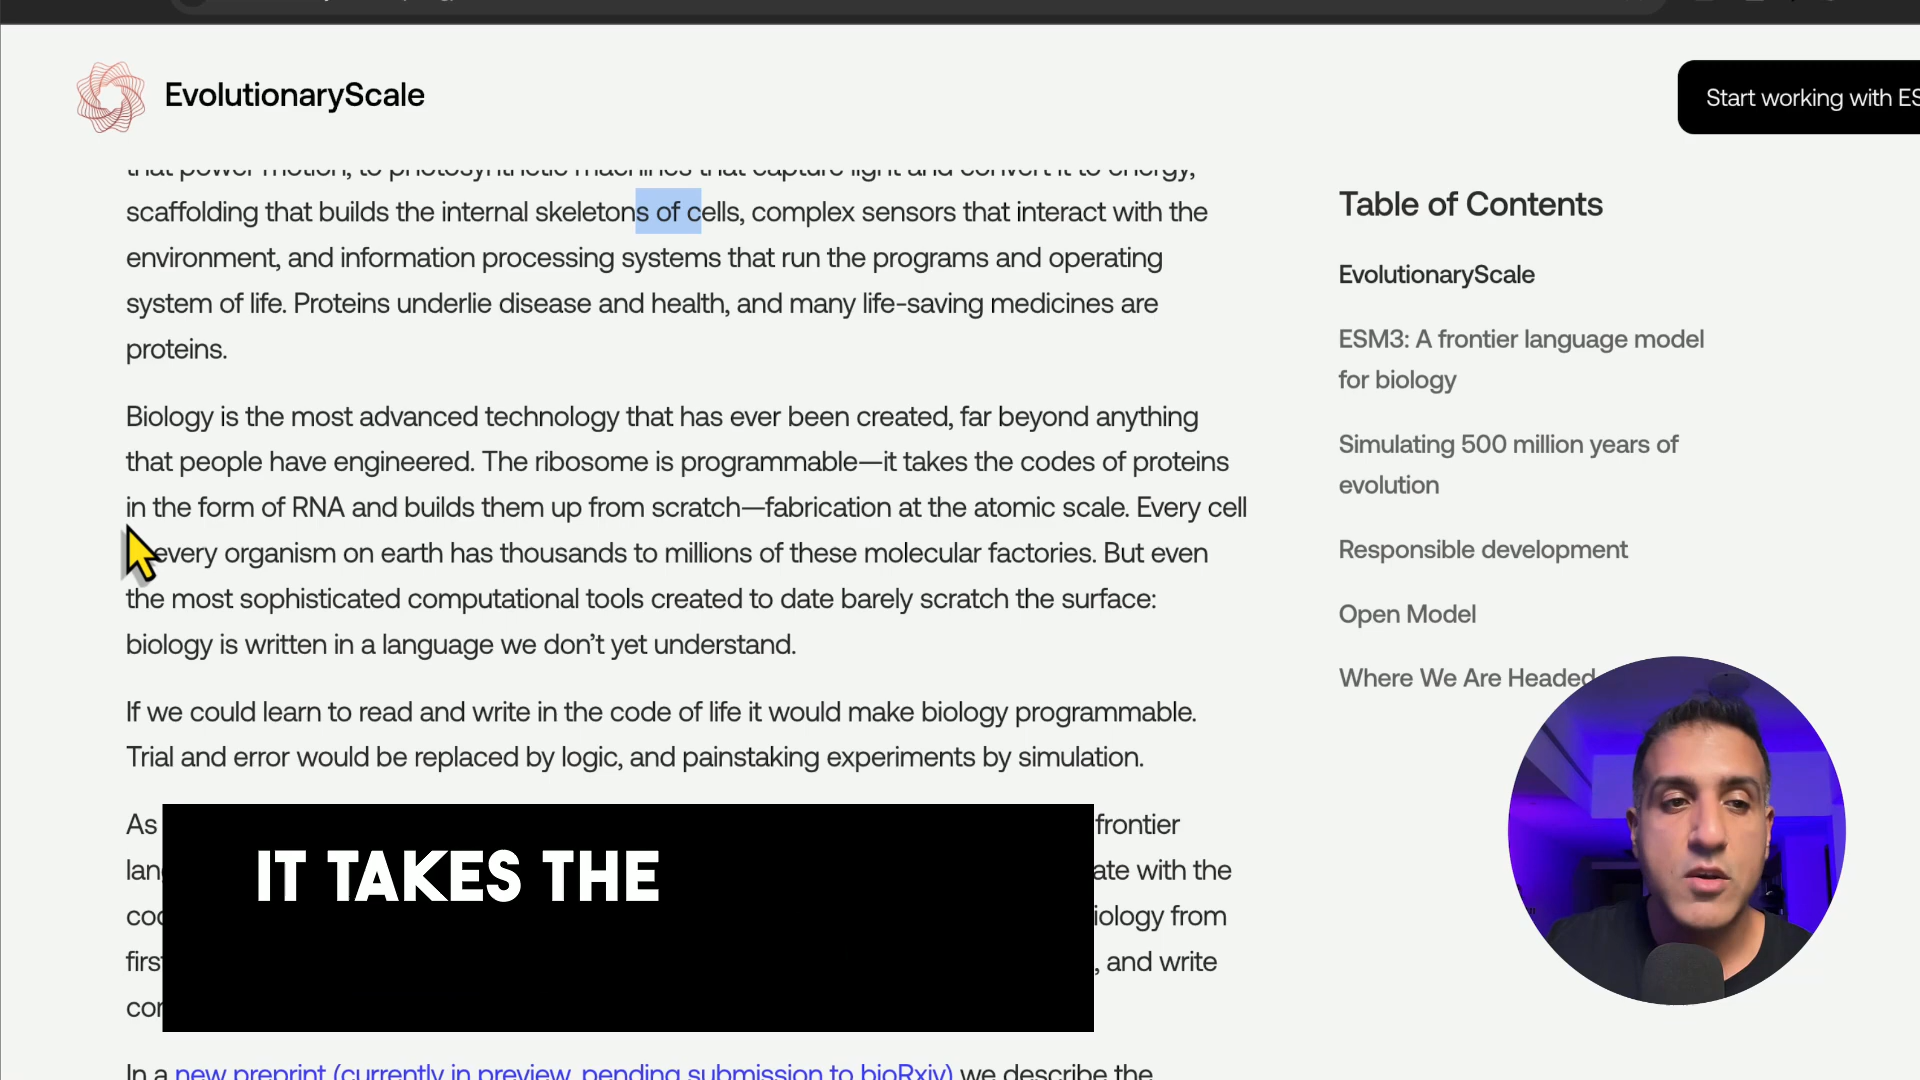 EvolutionaryScale
Start working with ES
that power motion, to photosynthetic machines that capture light and convert it to energy,
scaffolding that builds the internal skeletons of cells, complex sensors that interact with the
environment, and information processing systems that run the programs and operating
system of life. Proteins underlie disease and health, and many life-saving medicines are
proteins.
Biology is the most advanced technology that has ever been created, far beyond anything
that people have engineered. The ribosome is programmable—it takes the codes of proteins
in the form of RNA and builds them up from scratch—fabrication at the atomic scale. Every cell
every organism on earth has thousands to millions of these molecular factories. But even
the most sophisticated computational tools created to date barely scratch the surface:
biology is written in a language we don’t yet understand.
If we could learn to read and write in the code of life it would make biology programmable.
Trial and error would be replaced by logic, and painstaking experiments by simulation.
As frontier
ate with the
iology from
, and write
In a new preprint (currently in preview, pending submission to bioRxiv) we describe the
IT TAKES THE
Table of Contents
EvolutionaryScale
ESM3: A frontier language model
for biology
Simulating 500 million years of
evolution
Responsible development
Open Model
Where We Are Headed